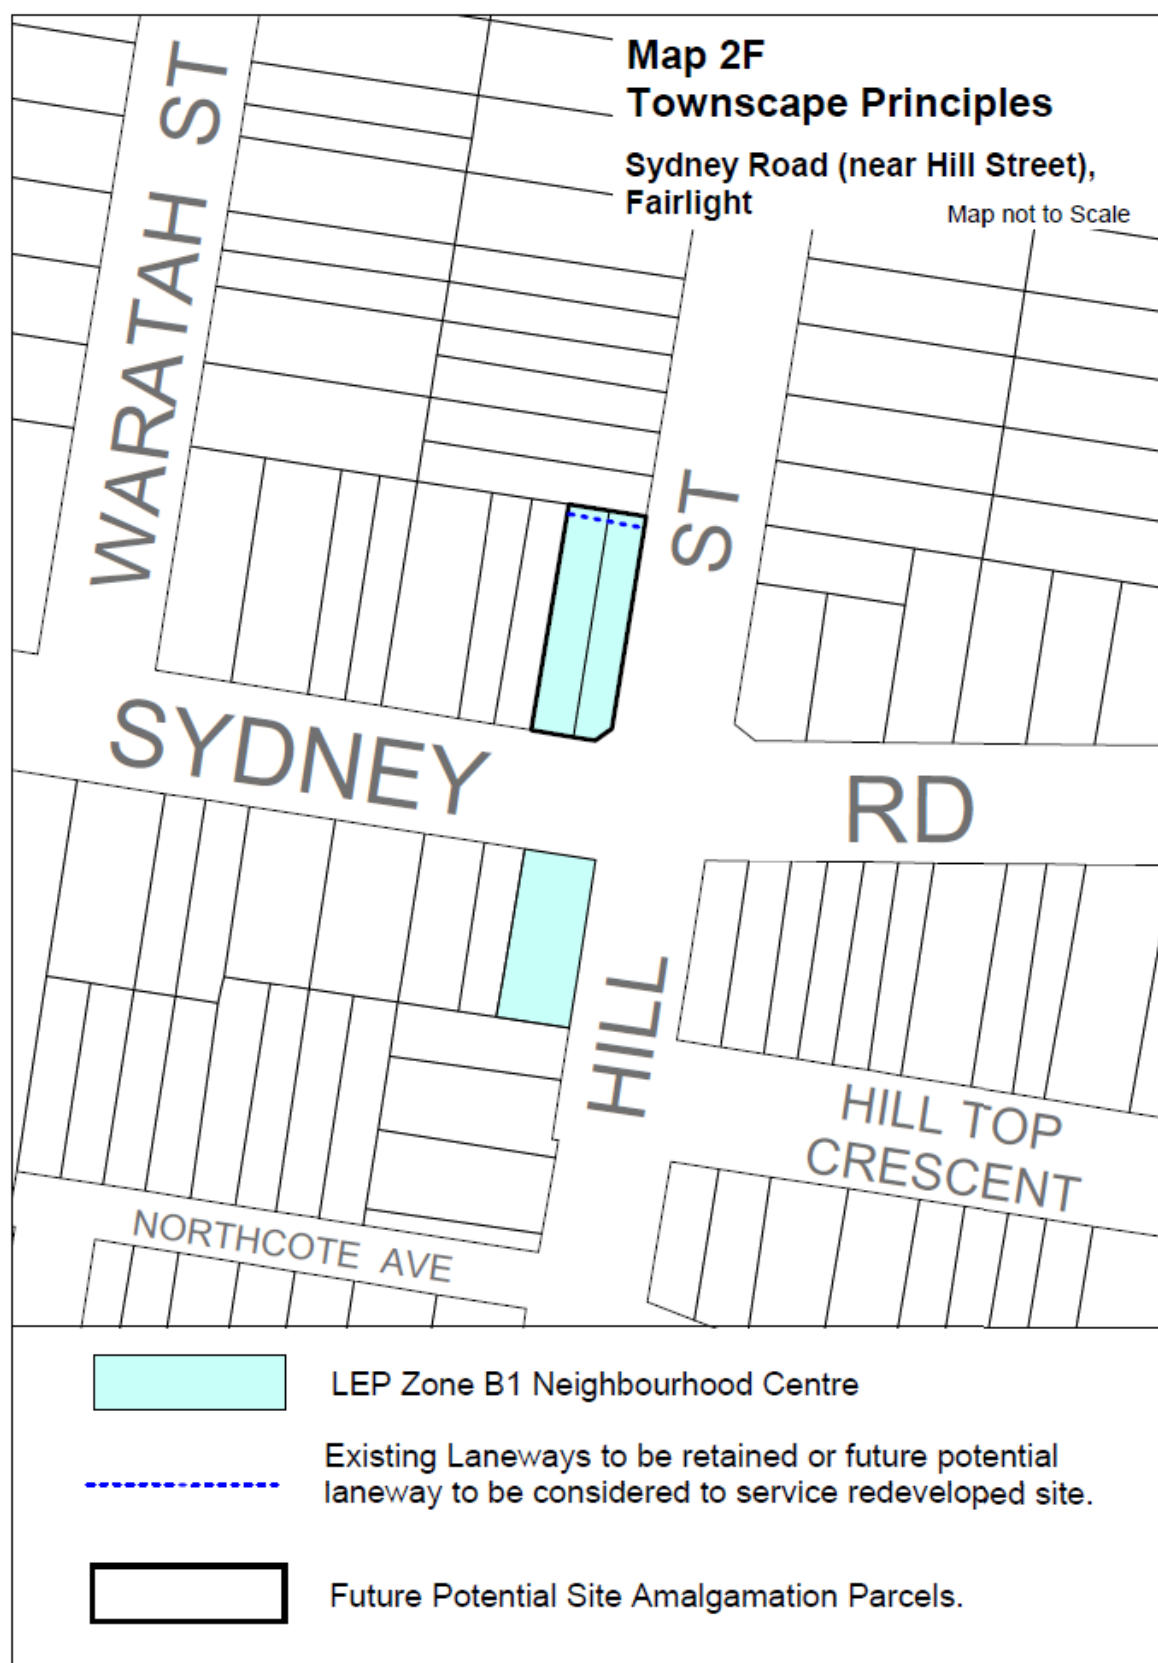 Map 2F
Townscape Principles
Sydney Road (near Hill Street),
Fairlight
Map not to Scale
WARATAH ST
ST
SYDNEY
RD
HILL
HILL TOP
CRESCENT
NORTHCOTE AVE
LEP Zone B1 Neighbourhood Centre
Existing Laneways to be retained or future potential
laneway to be considered to service redeveloped site.
Future Potential Site Amalgamation Parcels.